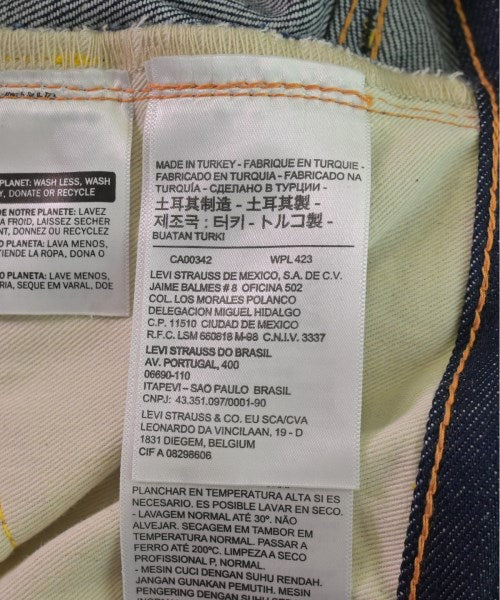 PLANET: WASH LESS, WASH
Y, DONATE OR RECYCLE
DE NOTRE PLANETE: LAVEZ
A FROID, LAISSEZ SECHER
NT, DONNEZ OU RECYCLEZ
O PLANETA: LAVA MENOS,
TIENDE LA ROPA, DONA O
O PLANETA: LAVE MENOS,
RIA, SEQUE EM VARAL, DOE
MADE IN TURKEY - FABRIQUE EN TURQUIE -
FABRICADO EN TURQUIA - FABRICADO NA
TURQUÍA - СДЕЛАНО В ТУРЦИИ -
土耳其制造 - 土耳其製 -
제조국 : 터키 - トルコ製 -
BUATAN TURKI
CA00342 WPL 423
LEVI STRAUSS DE MEXICO, S.A. DE C.V.
JAIME BALMES # 8 OFICINA 502
COL. LOS MORALES POLANCO
DELEGACION MIGUEL HIDALGO
C.P. 11510 CIUDAD DE MEXICO
R.F.C. LSM 660618 M-98 C.N.I.V. 3337
LEVI STRAUSS DO BRASIL
AV. PORTUGAL, 400
06690-110
ITAPEVI – SAO PAULO BRASIL
CNPJ: 43.351.097/0001-90
LEVI STRAUSS & CO. EU SCA/CVA
LEONARDO DA VINCILAAN, 19 - D
1831 DIEGEM, BELGIUM
CIF A 08298606
PLANCHAR EN TEMPERATURA ALTA SI ES
NECESARIO. ES POSIBLE LAVAR EN SECO.
- LAVAGEM NORMAL ATÉ 30°. NÃO
ALVEJAR. SECAGEM EM TAMBOR EM
TEMPERATURA NORMAL. PASSAR A
FERRO ATÉ 200°C. LIMPEZA A SECO
PROFISSIONAL P, NORMAL.
- MESIN CUCI DENGAN SUHU RENDAH.
JANGAN GUNAKAN PEMUTIH. MESIN
PENGERING DENGAN SUHU